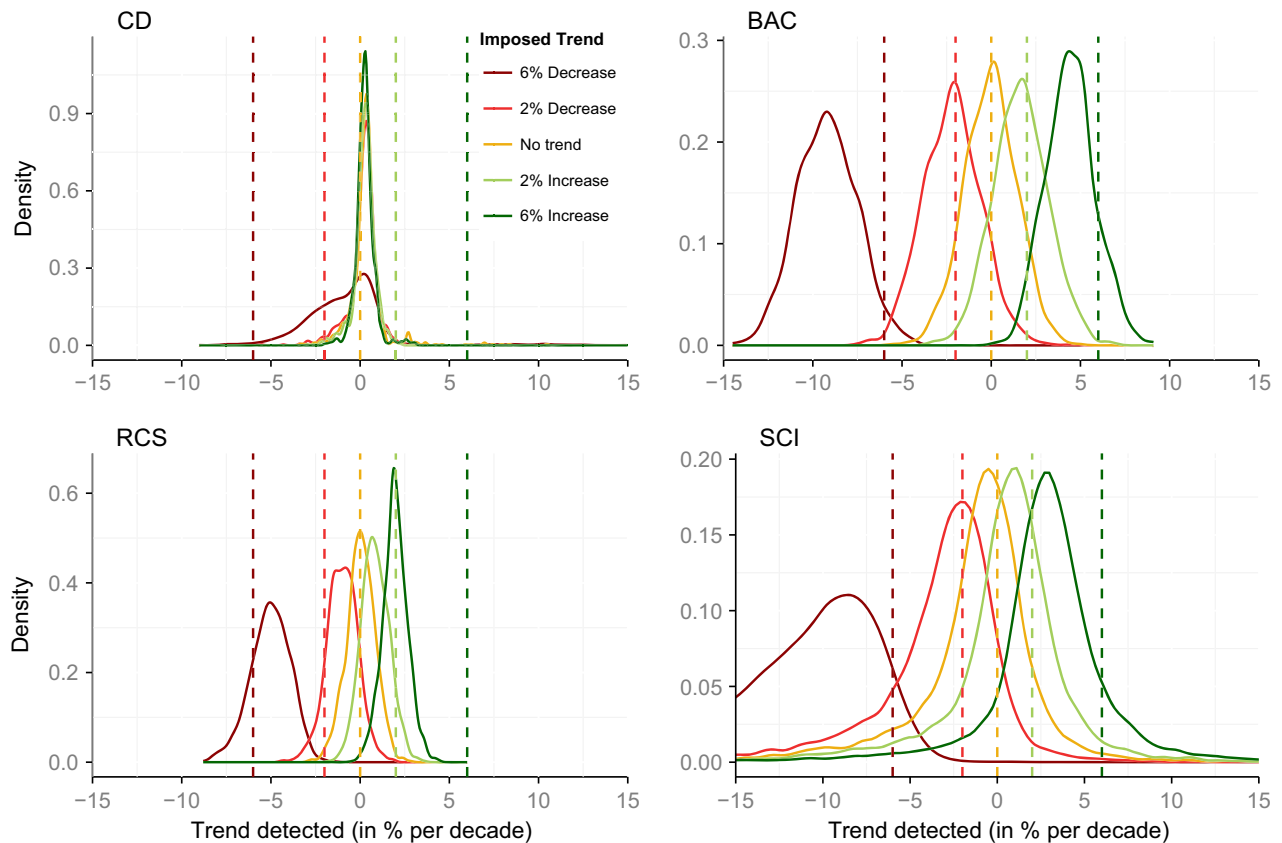 CD
Imposed Trend
6% Decrease
2% Decrease
No trend
2% Increase
6% Increase
Density
0.9
0.6
0.3
0.0
−15 −10 −5 0 5 10 15
BAC
0.3
0.2
0.1
0.0
−15 −10 −5 0 5 10 15
RCS
Density
0.6
0.4
0.2
0.0
−15 −10 −5 0 5 10 15
Trend detected (in % per decade)
SCI
0.20
0.15
0.10
0.05
0.00
−15 −10 −5 0 5 10 15
Trend detected (in % per decade)